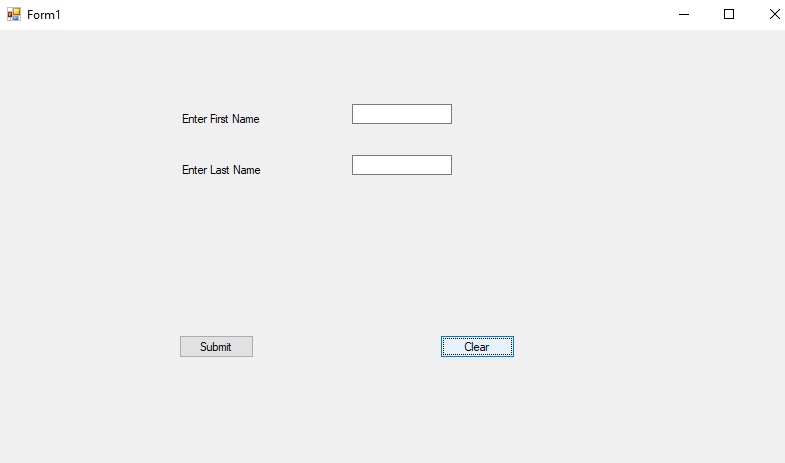 Form1
Enter First Name
Enter Last Name
Submit
Clear